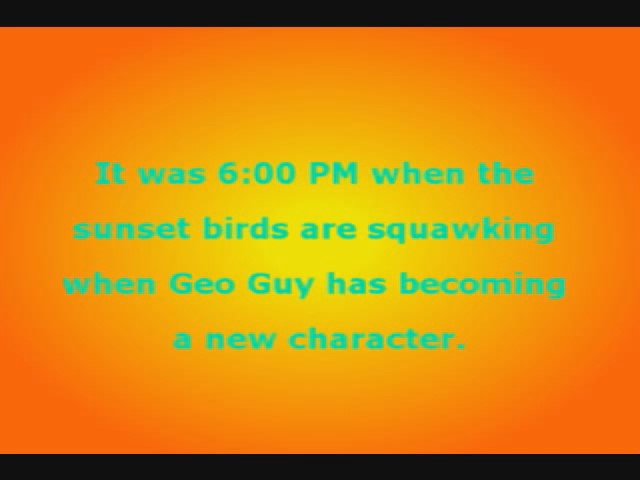 It was 6:00 PM when the
sunset birds are squawking
when Geo Guy has becoming
a new character.